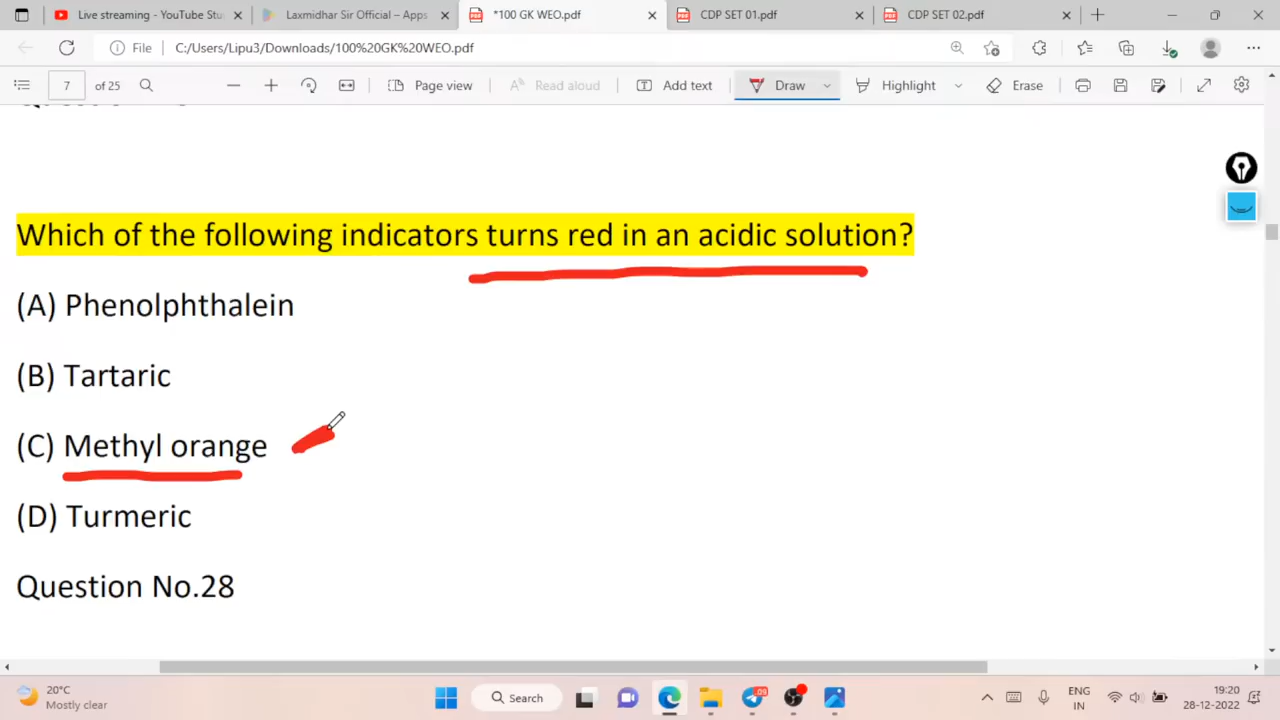 Live streaming - YouTube Stu
Laxmidhar Sir Official – Apps
*100 GK WEO.pdf
CDP SET 01.pdf
CDP SET 02.pdf
File
C:/Users/Lipu3/Downloads/100%20GK%20WEO.pdf
7 of 25
Page view
Read aloud
Add text
Draw
Highlight
Erase
Which of the following indicators turns red in an acidic solution?
(A) Phenolphthalein
(B) Tartaric
(C) Methyl orange
(D) Turmeric
Question No.28
20°C
Mostly clear
Search
09
ENG
IN
19:20
28-12-2022